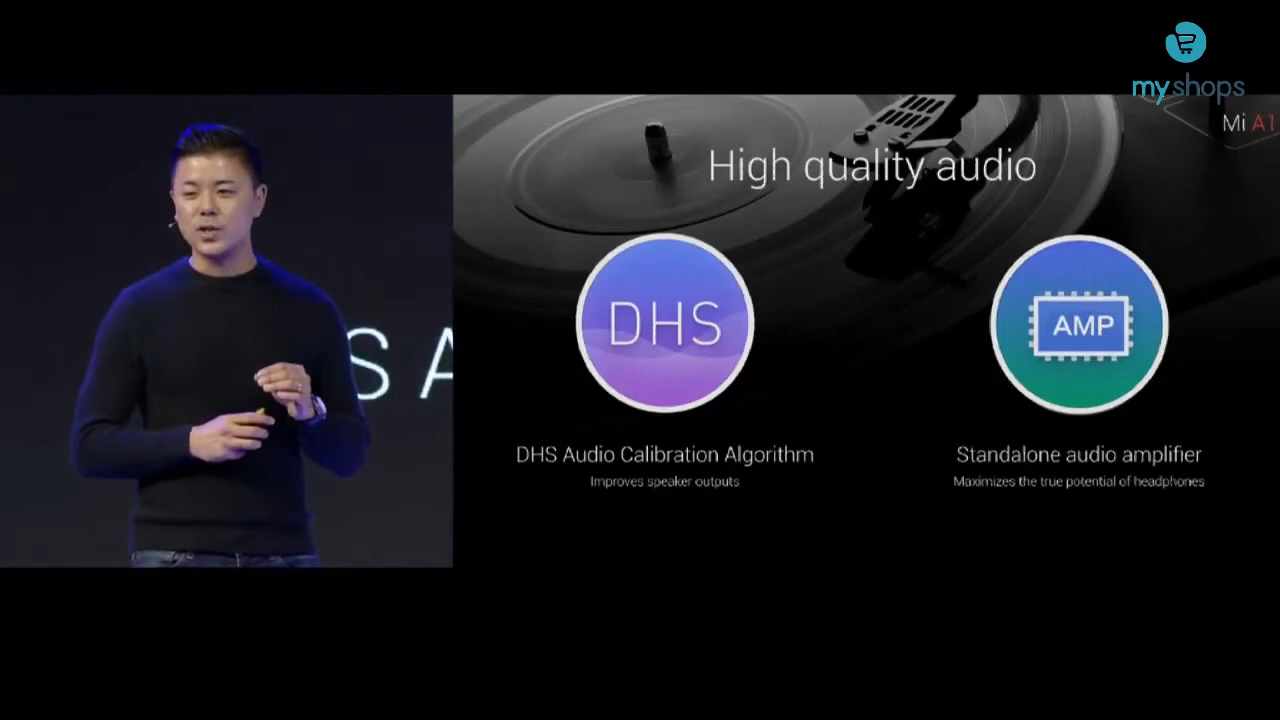 myshops
Mi A1
High quality audio
DHS
AMP
S A
DHS Audio Calibration Algorithm
Improves speaker outputs
Standalone audio amplifier
Maximizes the true potential of headphones